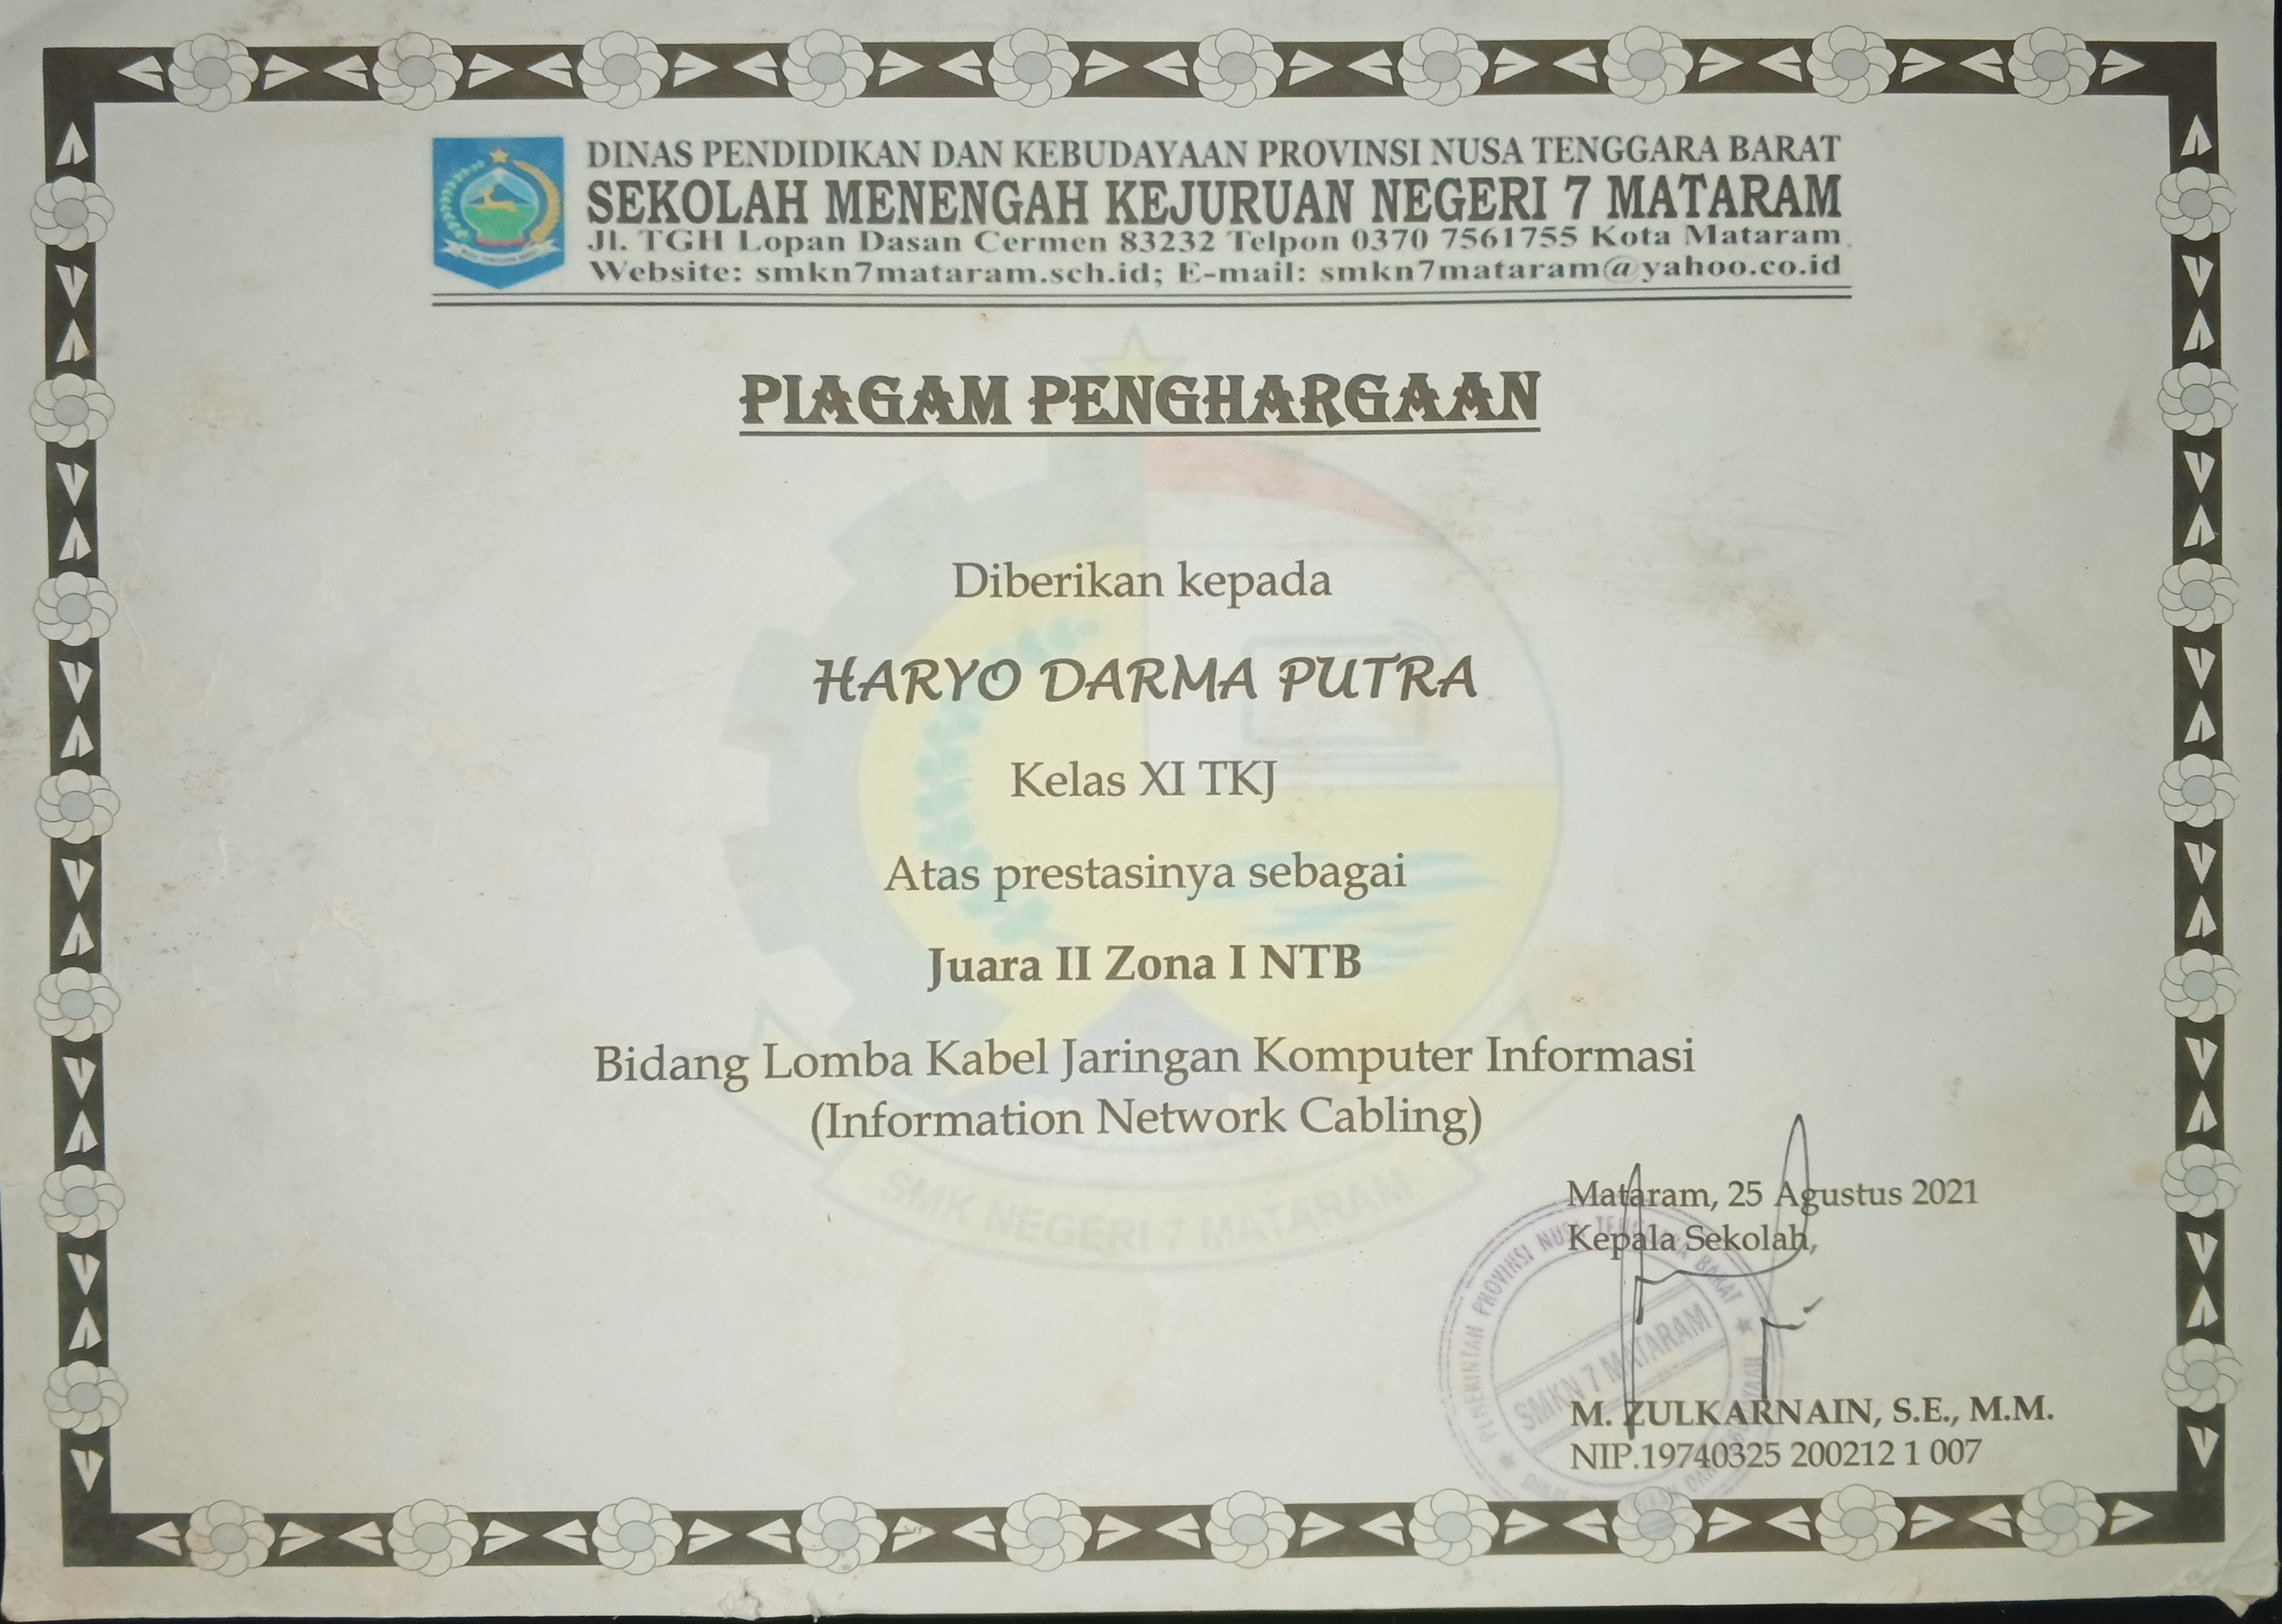 DINAS PENDIDIKAN DAN KEBUDAYAAN PROVINSI NUSA TENGGARA BARAT
SEKOLAH MENENGAH KEJURUAN NEGERI 7 MATARAM
Jl. TGH Lopan Dasan Cermen 83232 Telpon 0370 7561755 Kota Mataram
Website: smkn7mataram.sch.id; E-mail: smkn7mataram@yahoo.co.id
PIAGAM PENGHARGAAN
Diberikan kepada
HARYO DARMA PUTRA
Kelas XI TKJ
Atas prestasinya sebagai
Juara II Zona I NTB
Bidang Lomba Kabel Jaringan Komputer Informasi
(Information Network Cabling)
SMK NEGERI 7 MATARAM
Mataram, 25 Agustus 2021
Kepala Sekolah,
PEMERINTAH PROVINSI NUSA TENGGARA BARAT
SMKN 7 MATARAM
M. ZULKARNAIN, S.E., M.M.
NIP.19740325 200212 1 007